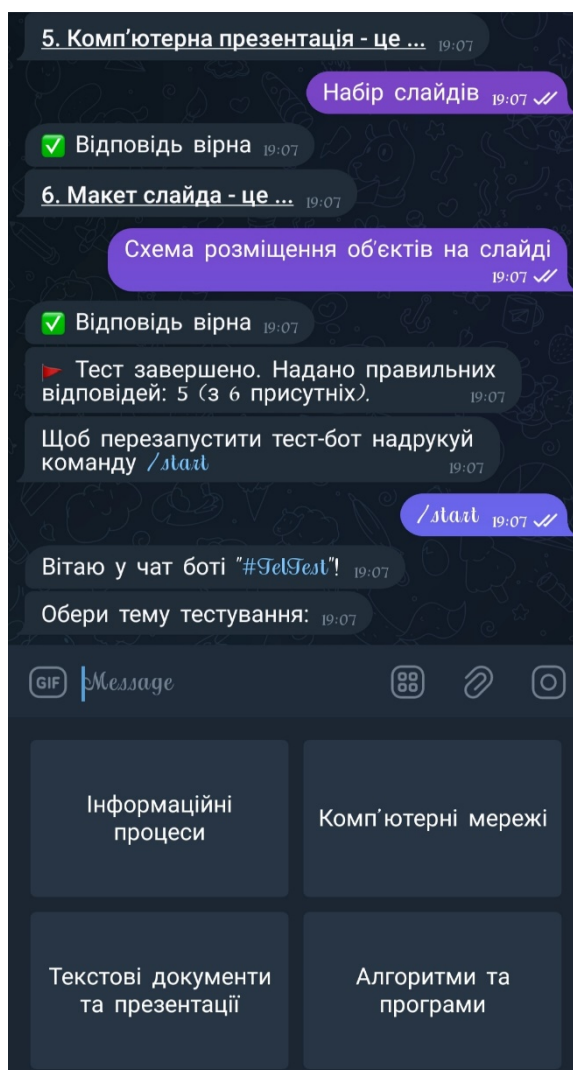 5. Комп'ютерна презентація - це ... 19:07
Набір слайдів 19:07
✅ Відповідь вірна 19:07
6. Макет слайда - це ... 19:07
Схема розміщення об'єктів на слайді
19:07
✅ Відповідь вірна 19:07
🚩 Тест завершено. Надано правильних
відповідей: 5 (з 6 присутніх). 19:07
Щоб перезапустити тест-бот надрукуй
команду /start 19:07
/start 19:07
Вітаю у чат боті "#TelTest"! 19:07
Обери тему тестування: 19:07
GIF Message
Інформаційні
процеси
Комп'ютерні мережі
Текстові документи
та презентації
Алгоритми та
програми